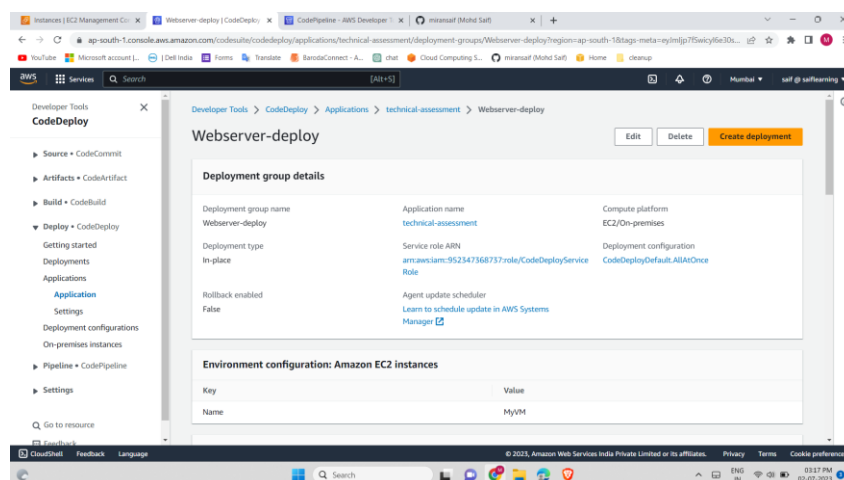 Instances | EC2 Management Con
Webserver-deploy | CodeDeploy
CodePipeline - AWS Developer T
miransaif (Mohd Saif)
ap-south-1.console.aws.amazon.com/codesuite/codedeploy/applications/technical-assessment/deployment-groups/Webserver-deploy?region=ap-south-1&tags-meta=eyJmIjp7fSwicyI6e30s...
YouTube
Microsoft account |...
Dell India
Forms
Translate
BarodaConnect - A...
chat
Cloud Computing S...
miransaif (Mohd Saif)
Home
cleanup
aws
Services
Search
[Alt+S]
Mumbai
saif @ saiflearning
Developer Tools
CodeDeploy
Source • CodeCommit
Artifacts • CodeArtifact
Build • CodeBuild
Deploy • CodeDeploy
Getting started
Deployments
Applications
Application
Settings
Deployment configurations
On-premises instances
Pipeline • CodePipeline
Settings
Go to resource
Feedback
Developer Tools > CodeDeploy > Applications > technical-assessment > Webserver-deploy
Webserver-deploy
Edit
Delete
Create deployment
Deployment group details
Deployment group name
Webserver-deploy
Application name
technical-assessment
Compute platform
EC2/On-premises
Deployment type
In-place
Service role ARN
arn:aws:iam::952347368737:role/CodeDeployService
Role
Deployment configuration
CodeDeployDefault.AllAtOnce
Rollback enabled
False
Agent update scheduler
Learn to schedule update in AWS Systems
Manager
Environment configuration: Amazon EC2 instances
Key
Value
Name
MyVM
CloudShell
Feedback
Language
© 2023, Amazon Web Services India Private Limited or its affiliates.
Privacy
Terms
Cookie preference
Search
ENG
IN
03:17 PM
02-07-2023